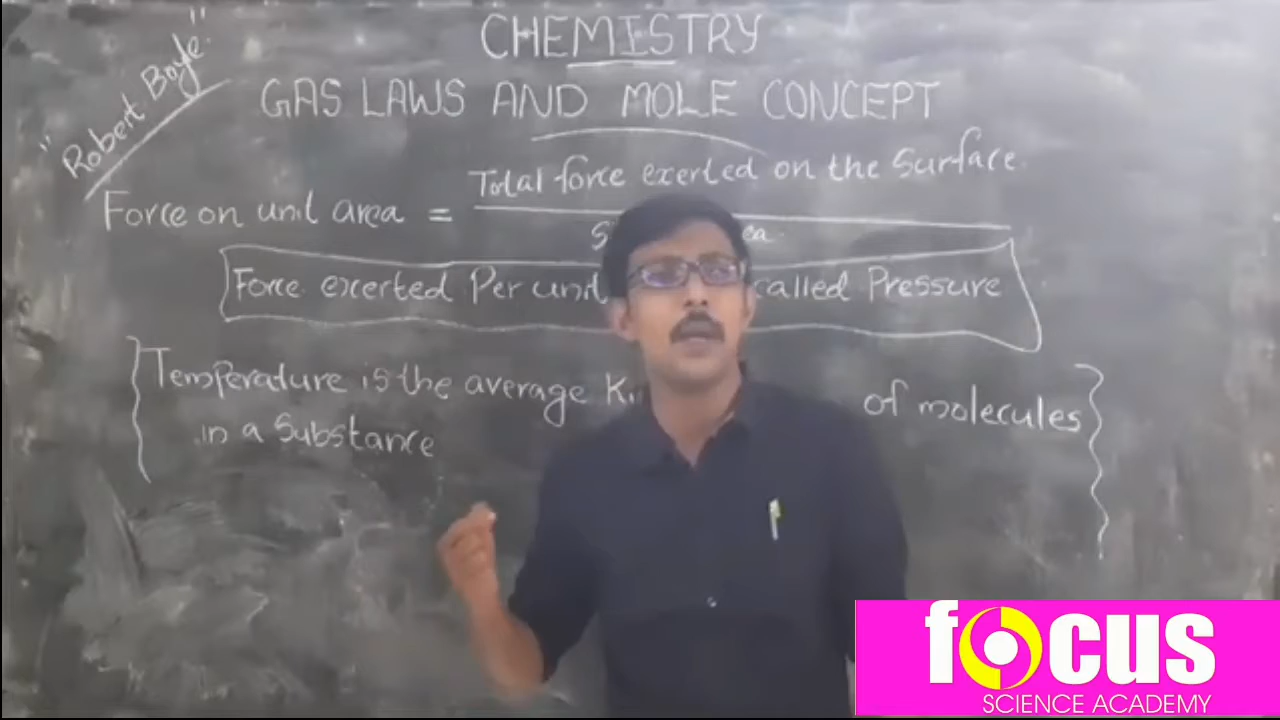 CHEMISTRY
"Robert Boyle"
GAS LAWS AND MOLE CONCEPT
Total force exerted on the Surface
Force on unit area =
Force exerted Per unit called Pressure
Temperature is the average of molecules
in a Substance
focus
SCIENCE ACADEMY